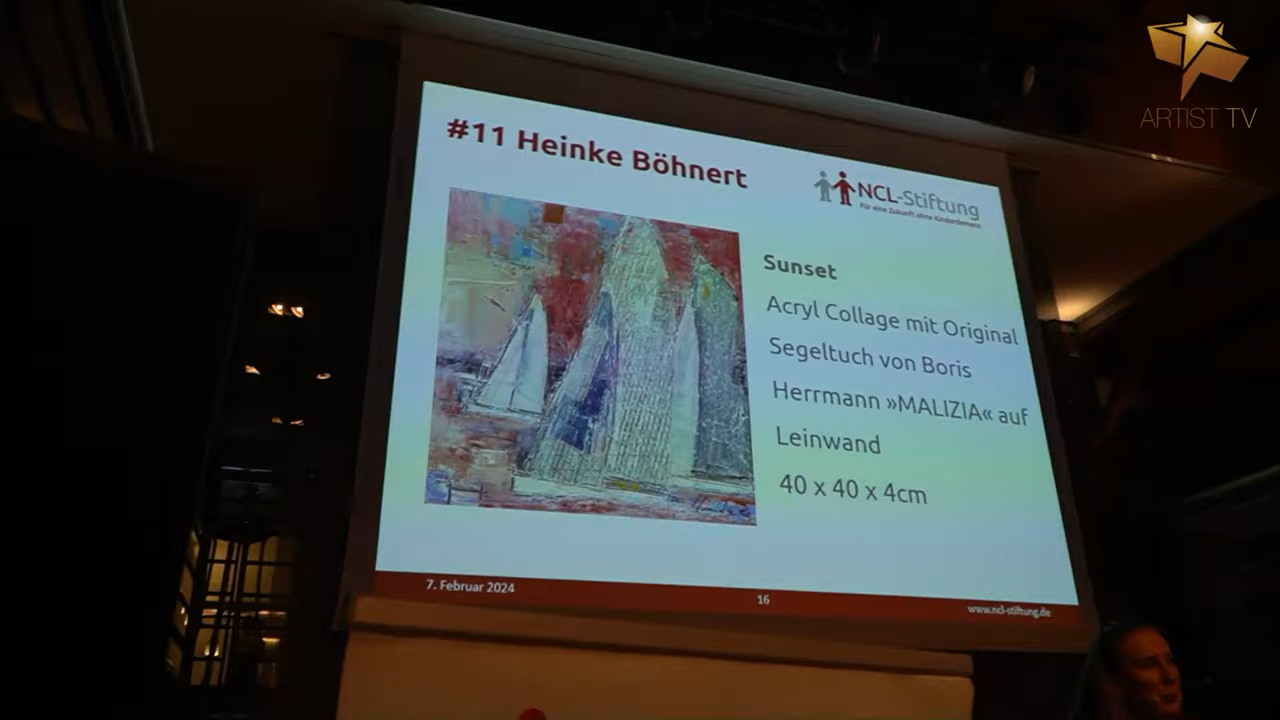 ARTIST TV
#11 Heinke Böhnert
NCL-Stiftung
Für eine Zukunft ohne Kinderdemenz
Sunset
Acryl Collage mit Original
Segeltuch von Boris
Herrmann »MALIZIA« auf
Leinwand
40 x 40 x 4cm
7. Februar 2024
16
www.ncl-stiftung.de